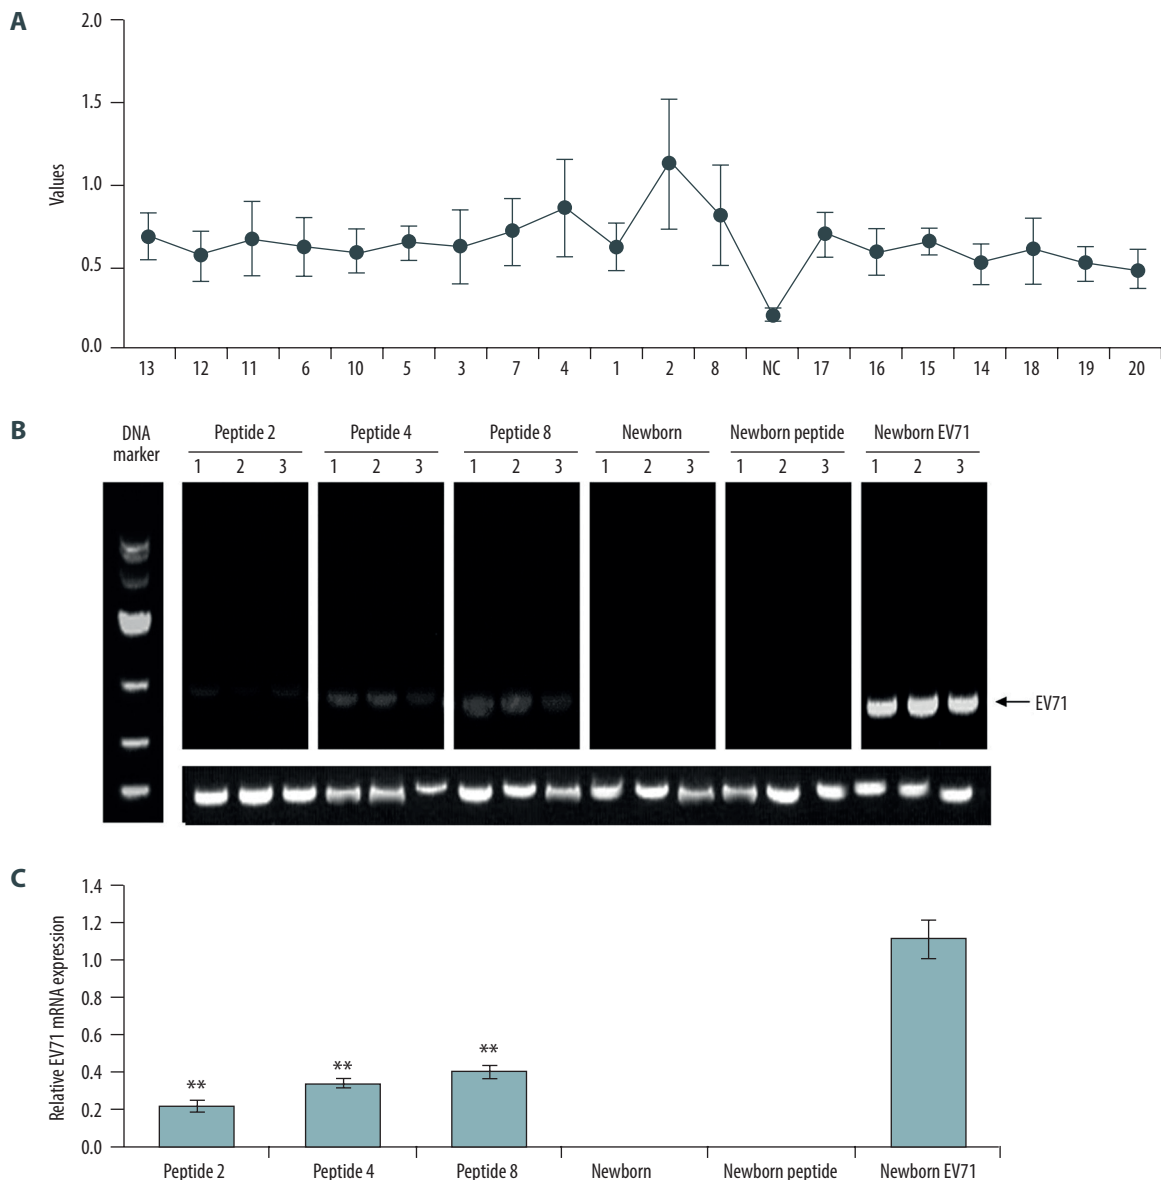 A
2.0
1.5
1.0
0.5
0.0
Values
13 12 11 6 10 5 3 7 4 1 2 8 NC 17 16 15 14 18 19 20
B
DNA marker
Peptide 2 Peptide 4 Peptide 8 Newborn Newborn peptide Newborn EV71
1 2 3 1 2 3 1 2 3 1 2 3 1 2 3 1 2 3
EV71
C
1.4
1.2
1.0
0.8
0.6
0.4
0.2
0.0
Relative EV71 mRNA expression
** ** **
Peptide 2 Peptide 4 Peptide 8 Newborn Newborn peptide Newborn EV71